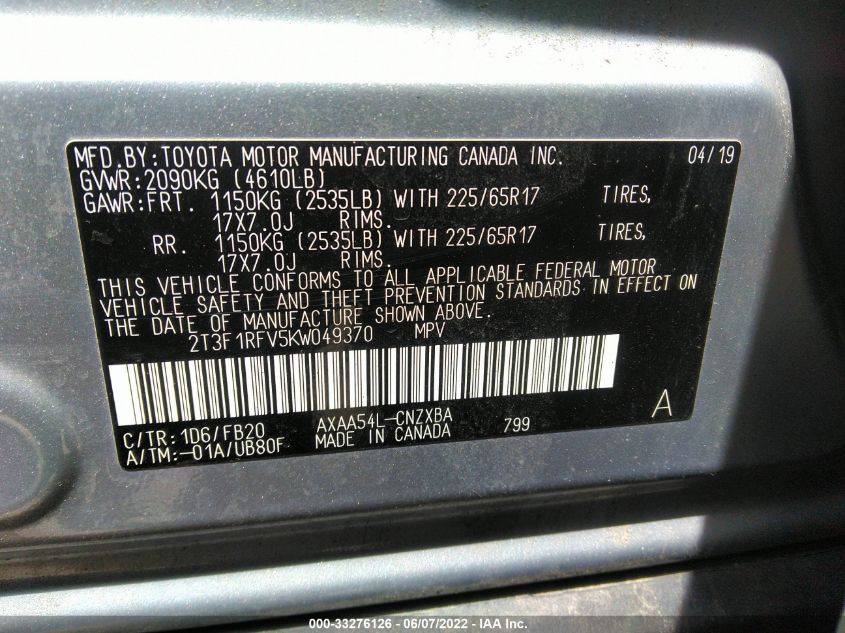 MFD.BY:TOYOTA MOTOR MANUFACTURING CANADA INC. 04/19
GVWR:2090KG (4610LB)
GAWR:FRT. 1150KG (2535LB) WITH 225/65R17 TIRES,
17X7.0J RIMS.
RR. 1150KG (2535LB) WITH 225/65R17 TIRES,
17X7.0J RIMS.
THIS VEHICLE CONFORMS TO ALL APPLICABLE FEDERAL MOTOR
VEHICLE SAFETY AND THEFT PREVENTION STANDARDS IN EFFECT ON
THE DATE OF MANUFACTURE SHOWN ABOVE.
2T3F1RFV5KW049370 MPV
C/TR:1D6/FB20 AXAA54L-CNZXBA A
A/TM:-01A/UB80F MADE IN CANADA 799
000-33276126 - 06/07/2022 - IAA Inc.